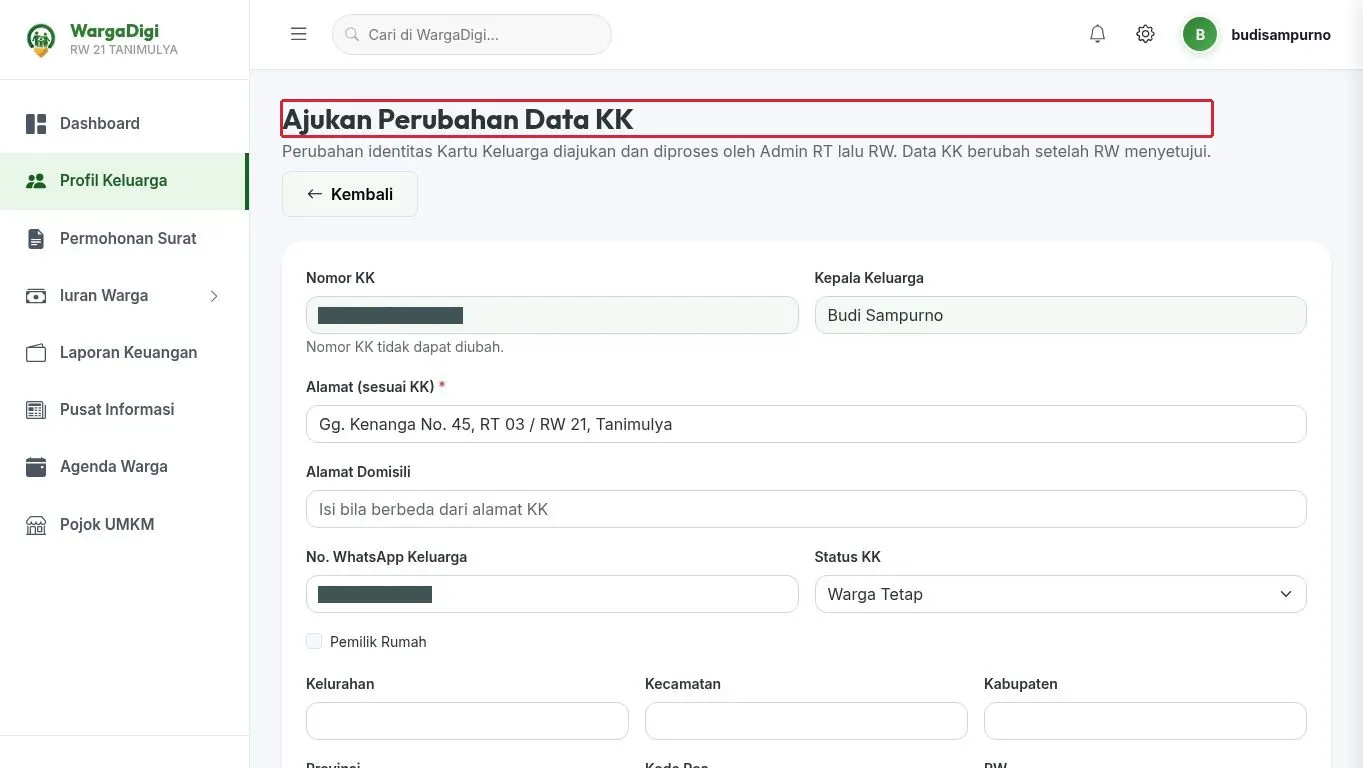 WargaDigi
RW 21 TANIMULYA
Cari di WargaDigi...
B
budisampurno
Dashboard
Profil Keluarga
Permohonan Surat
Iuran Warga
Laporan Keuangan
Pusat Informasi
Agenda Warga
Pojok UMKM
Ajukan Perubahan Data KK
Perubahan identitas Kartu Keluarga diajukan dan diproses oleh Admin RT lalu RW. Data KK berubah setelah RW menyetujui.
Kembali
Nomor KK
Kepala Keluarga
Budi Sampurno
Nomor KK tidak dapat diubah.
Alamat (sesuai KK) *
Gg. Kenanga No. 45, RT 03 / RW 21, Tanimulya
Alamat Domisili
Isi bila berbeda dari alamat KK
No. WhatsApp Keluarga
Status KK
Warga Tetap
Pemilik Rumah
Kelurahan
Kecamatan
Kabupaten
Provinsi
Kode Pos
RW